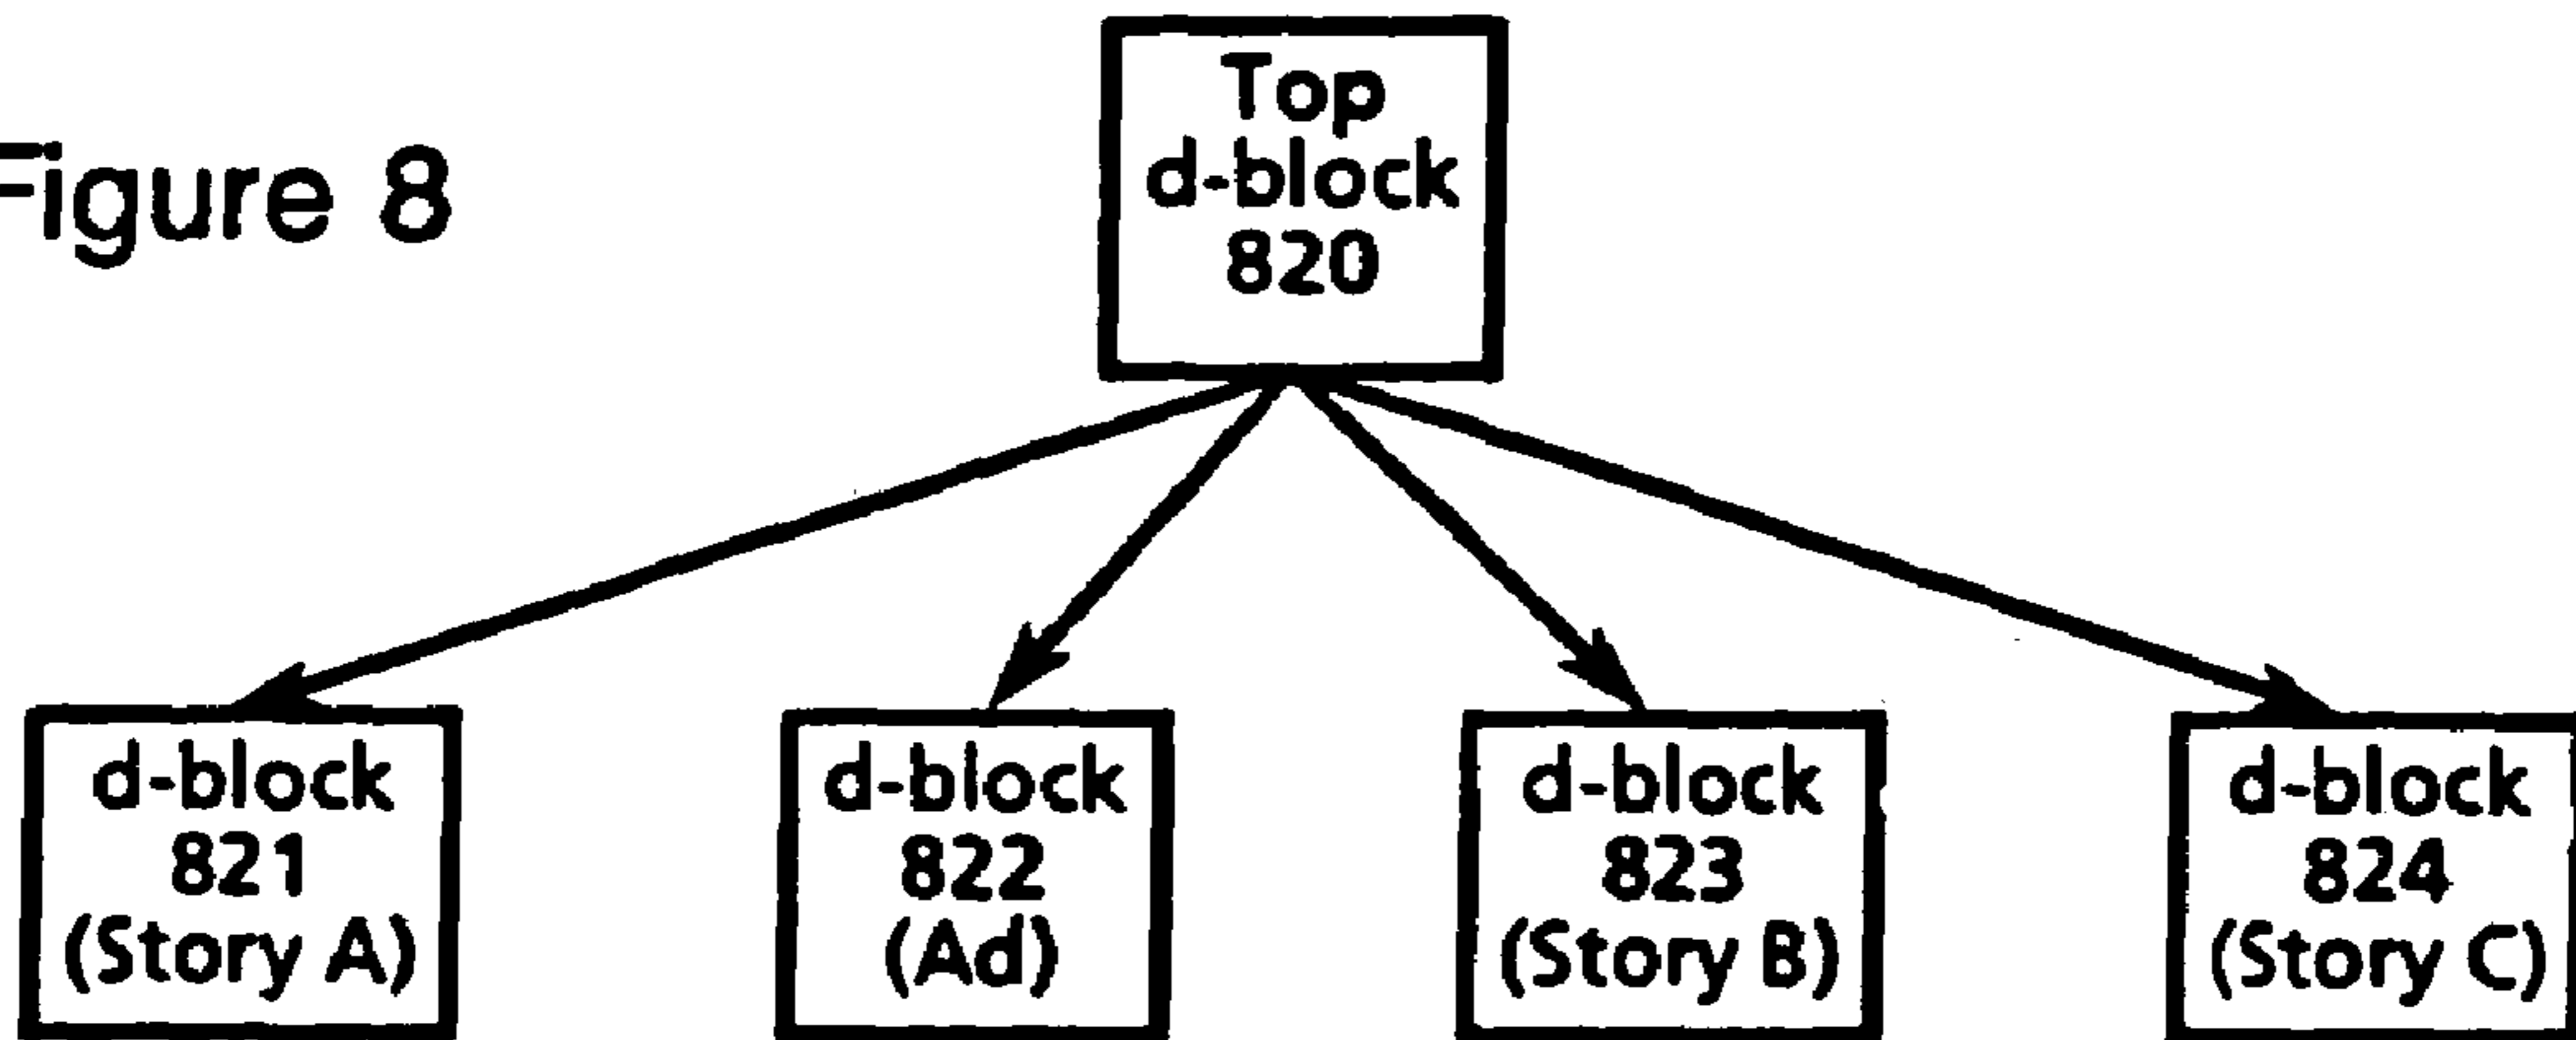 Figure 8
Top
d-block
820
d-block
821
(Story A)
d-block
822
(Ad)
d-block
823
(Story B)
d-block
824
(Story C)